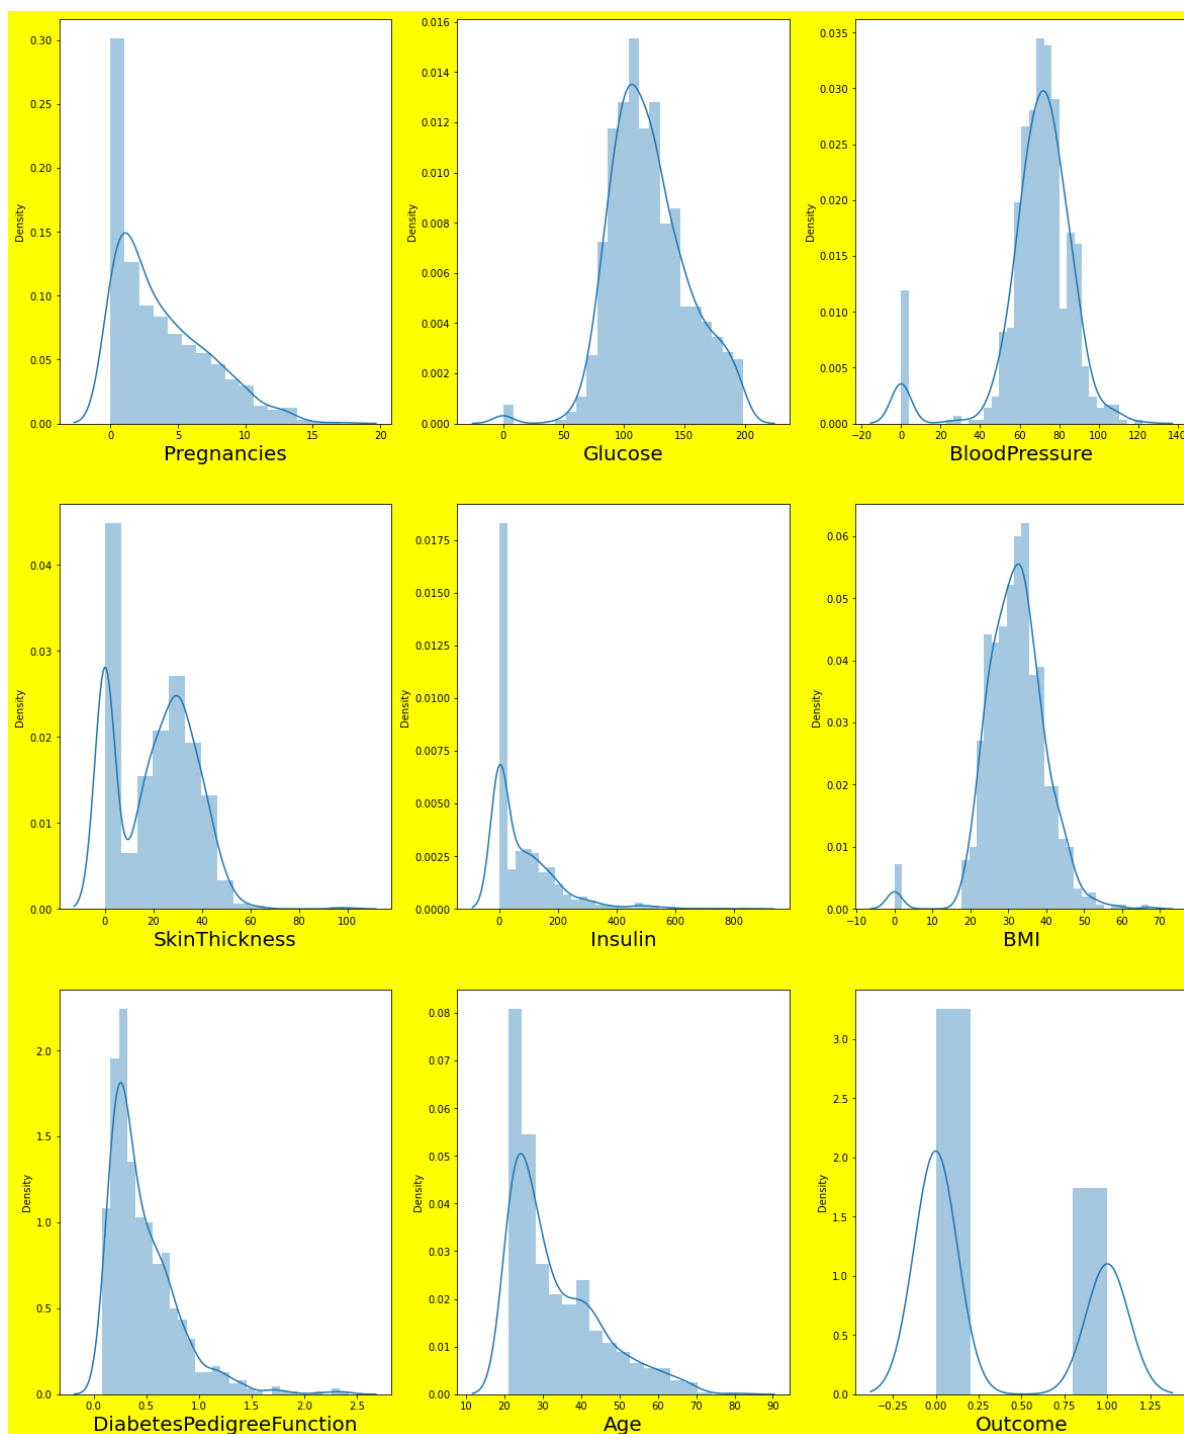 0.30
0.25
0.20
0.15
0.10
0.05
0.00
Density
0 5 10 15 20
Pregnancies
0.016
0.014
0.012
0.010
0.008
0.006
0.004
0.002
0.000
Density
0 50 100 150 200
Glucose
0.035
0.030
0.025
0.020
0.015
0.010
0.005
0.000
Density
−20 0 20 40 60 80 100 120 140
BloodPressure
0.04
0.03
0.02
0.01
0.00
Density
0 20 40 60 80 100
SkinThickness
0.0175
0.0150
0.0125
0.0100
0.0075
0.0050
0.0025
0.0000
Density
0 200 400 600 800
Insulin
0.06
0.05
0.04
0.03
0.02
0.01
0.00
Density
−10 0 10 20 30 40 50 60 70
BMI
2.0
1.5
1.0
0.5
0.0
Density
0.0 0.5 1.0 1.5 2.0 2.5
DiabetesPedigreeFunction
0.08
0.07
0.06
0.05
0.04
0.03
0.02
0.01
0.00
Density
10 20 30 40 50 60 70 80 90
Age
3.0
2.5
2.0
1.5
1.0
0.5
0.0
Density
−0.25 0.00 0.25 0.50 0.75 1.00 1.25
Outcome